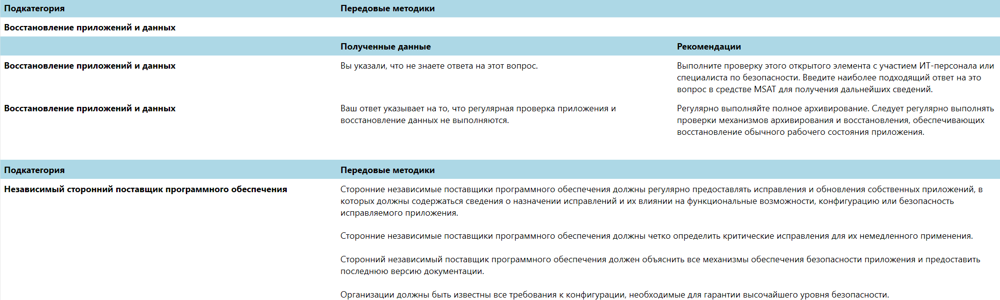 Подкатегория
Передовые методики
Восстановление приложений и данных
Полученные данные
Рекомендации
Восстановление приложений и данных
Вы указали, что не знаете ответа на этот вопрос.
Выполните проверку этого открытого элемента с участием ИТ-персонала или
специалиста по безопасности. Введите наиболее подходящий ответ на это
вопрос в средстве MSAT для получения дальнейших сведений.
Восстановление приложений и данных
Ваш ответ указывает на то, что регулярная проверка приложения и
восстановление данных не выполняются.
Регулярно выполняйте полное архивирование. Следует регулярно выполнять
проверки механизмов архивирования и восстановления, обеспечивающих
восстановление обычного рабочего состояния приложения.
Подкатегория
Передовые методики
Независимый сторонний поставщик программного обеспечения
Сторонние независимые поставщики программного обеспечения должны регулярно предоставлять исправления и обновления собственных приложений, в
которых должны содержаться сведения о назначении исправлений и их влиянии на функциональные возможности, конфигурацию или безопасность
исправляемого приложения.
Сторонние независимые поставщики программного обеспечения должны четко определить критические исправления для их немедленного применения.
Сторонний независимый поставщик программного обеспечения должен объяснить все механизмы обеспечения безопасности приложения и предоставить
последнюю версию документации.
Организации должны быть известны все требования к конфигурации, необходимые для гарантии высочайшего уровня безопасности.